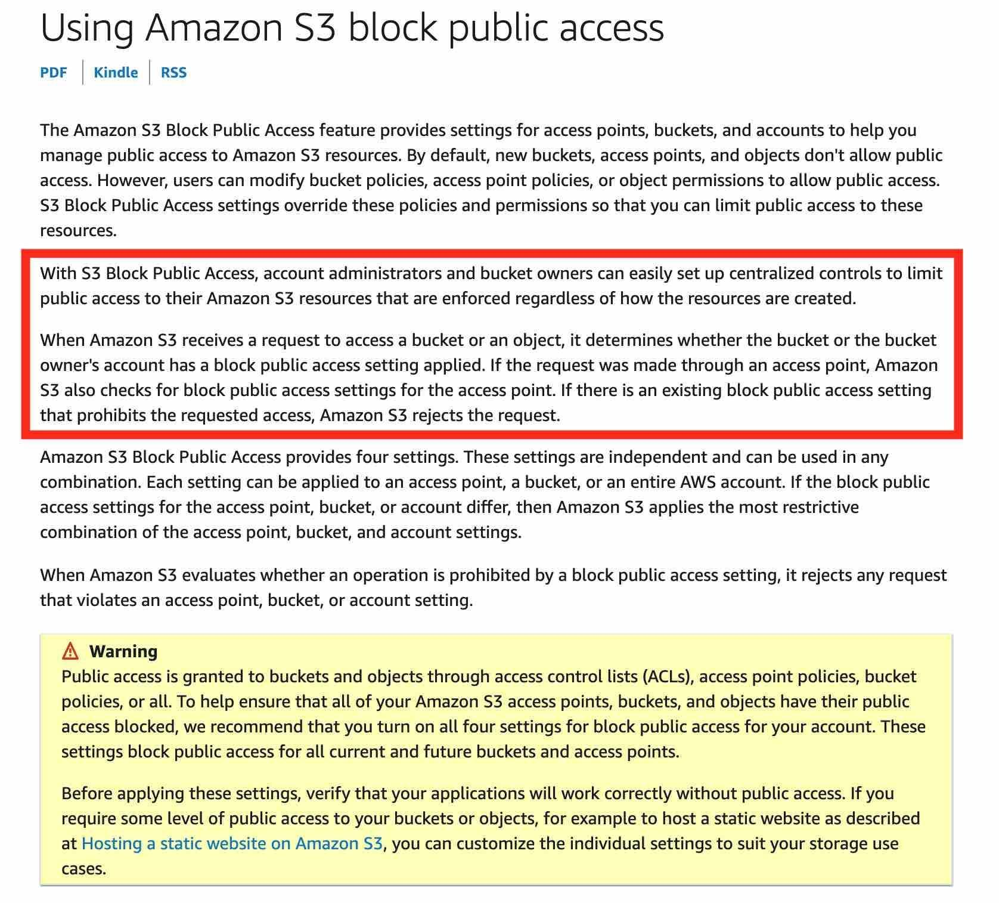 Using Amazon S3 block public access
PDF
Kindle
RSS
The Amazon S3 Block Public Access feature provides settings for access points, buckets, and accounts to help you
manage public access to Amazon S3 resources. By default, new buckets, access points, and objects don't allow public
access. However, users can modify bucket policies, access point policies, or object permissions to allow public access.
S3 Block Public Access settings override these policies and permissions so that you can limit public access to these
resources.
With S3 Block Public Access, account administrators and bucket owners can easily set up centralized controls to limit
public access to their Amazon S3 resources that are enforced regardless of how the resources are created.
When Amazon S3 receives a request to access a bucket or an object, it determines whether the bucket or the bucket
owner's account has a block public access setting applied. If the request was made through an access point, Amazon
S3 also checks for block public access settings for the access point. If there is an existing block public access setting
that prohibits the requested access, Amazon S3 rejects the request.
Amazon S3 Block Public Access provides four settings. These settings are independent and can be used in any
combination. Each setting can be applied to an access point, a bucket, or an entire AWS account. If the block public
access settings for the access point, bucket, or account differ, then Amazon S3 applies the most restrictive
combination of the access point, bucket, and account settings.
When Amazon S3 evaluates whether an operation is prohibited by a block public access setting, it rejects any request
that violates an access point, bucket, or account setting.
Warning
Public access is granted to buckets and objects through access control lists (ACLs), access point policies, bucket
policies, or all. To help ensure that all of your Amazon S3 access points, buckets, and objects have their public
access blocked, we recommend that you turn on all four settings for block public access for your account. These
settings block public access for all current and future buckets and access points.
Before applying these settings, verify that your applications will work correctly without public access. If you
require some level of public access to your buckets or objects, for example to host a static website as described
at Hosting a static website on Amazon S3, you can customize the individual settings to suit your storage use
cases.